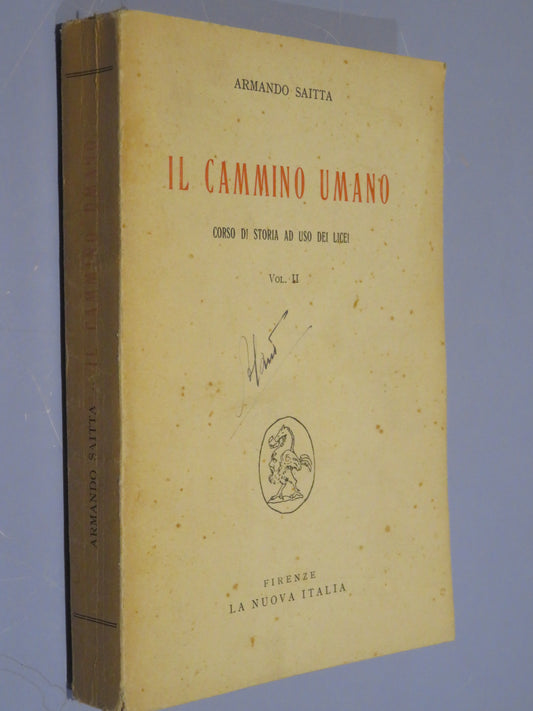 ARMANDO SAITTA
IL CAMMINO UMANO
CORSO DI STORIA AD USO DEI LICEI
VOL. II
FIRENZE
LA NUOVA ITALIA
ARMANDO SAITTA - IL CAMMINO UMANO